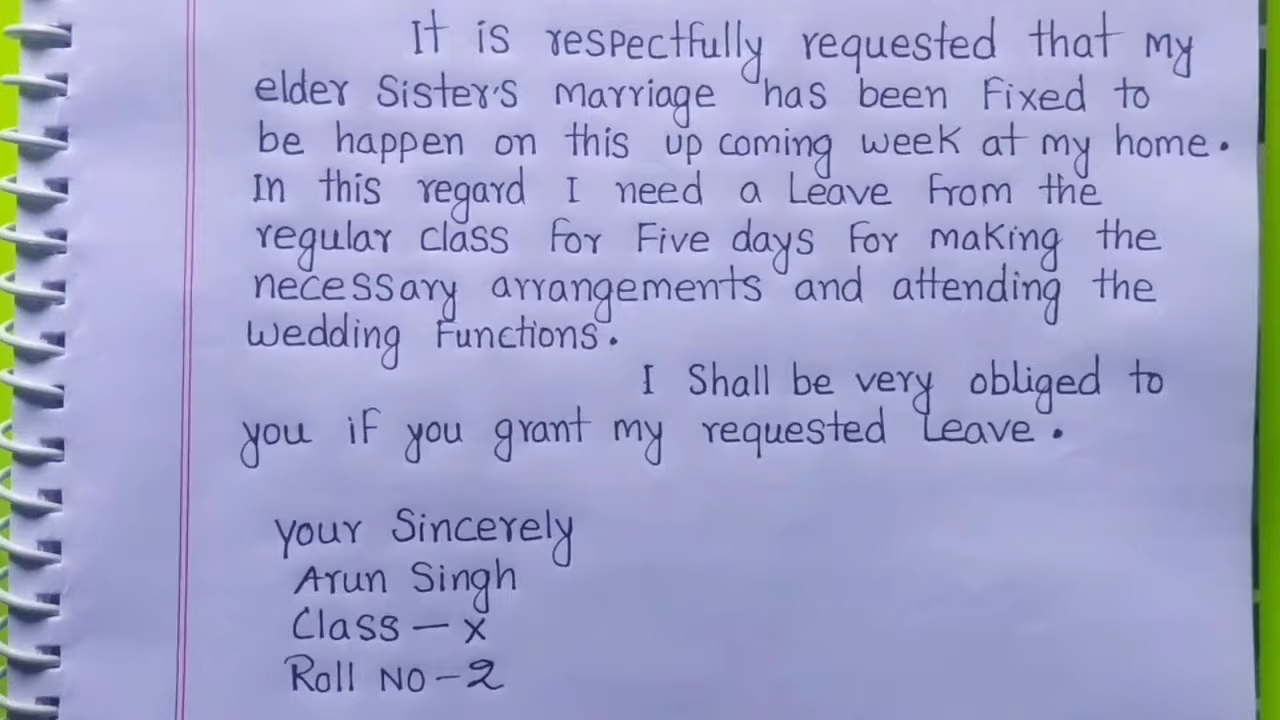 It is respectfully requested that my
elder Sister's marriage has been Fixed to
be happen on this up coming week at my home.
In this regard I need a Leave From the
regular class For Five days For making the
necessary arrangements and attending the
wedding Functions.
I Shall be very obliged to
you if you grant my requested Leave.
your Sincerely
Arun Singh
Class - X
Roll NO - 2